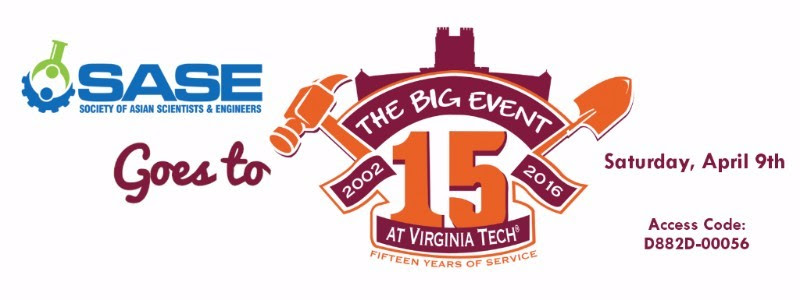 SASE
SOCIETY OF ASIAN SCIENTISTS & ENGINEERS
Goes to
THE BIG EVENT
2002
15
2016
AT VIRGINIA TECH®
FIFTEEN YEARS OF SERVICE
Saturday, April 9th
Access Code:
D882D-00056